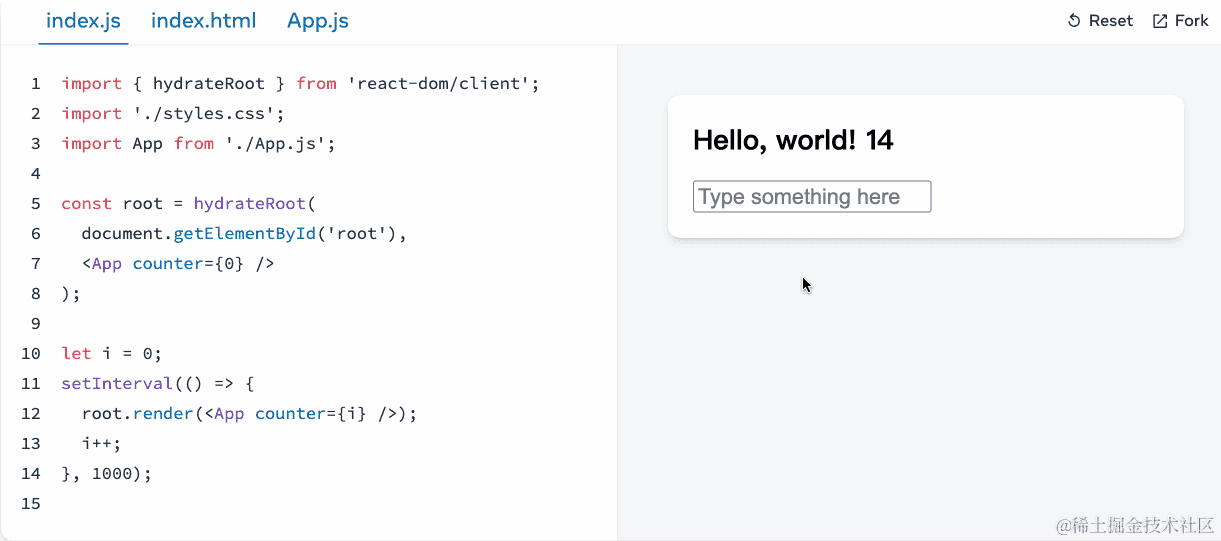 index.js index.html App.js Reset Fork
1 import { hydrateRoot } from 'react-dom/client';
2 import './styles.css';
3 import App from './App.js';
4
5 const root = hydrateRoot(
6 document.getElementById('root'),
7 <App counter={0} />
8 );
9
10 let i = 0;
11 setInterval(() => {
12 root.render(<App counter={i} />);
13 i++;
14 }, 1000);
15
Hello, world! 14
Type something here
@稀土掘金技术社区